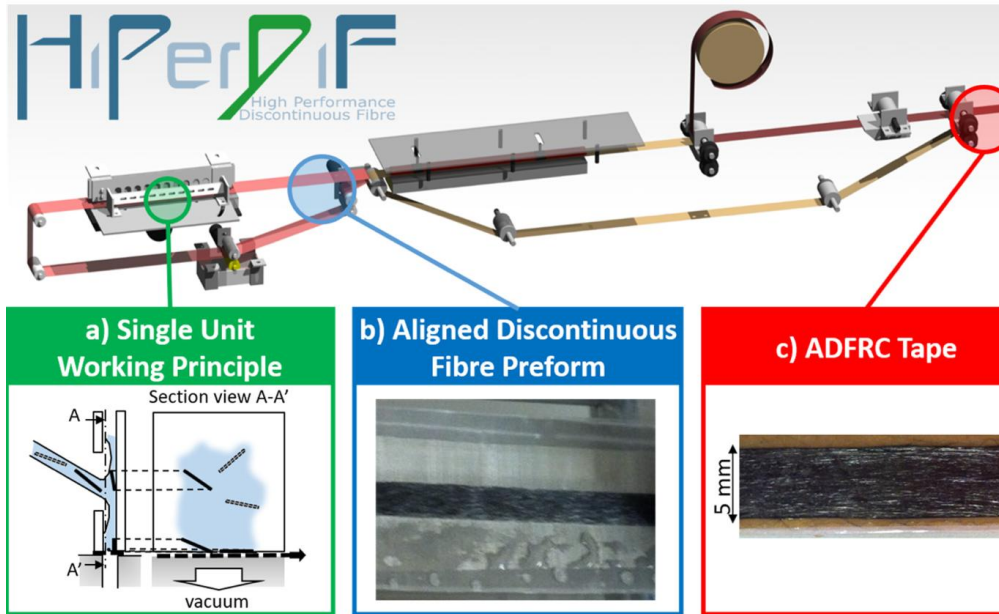 HiPerDiF
High Performance
Discontinuous Fibre
a) Single Unit
Working Principle
A
Section view A-A’
A’
vacuum
b) Aligned Discontinuous
Fibre Preform
c) ADFRC Tape
5 mm